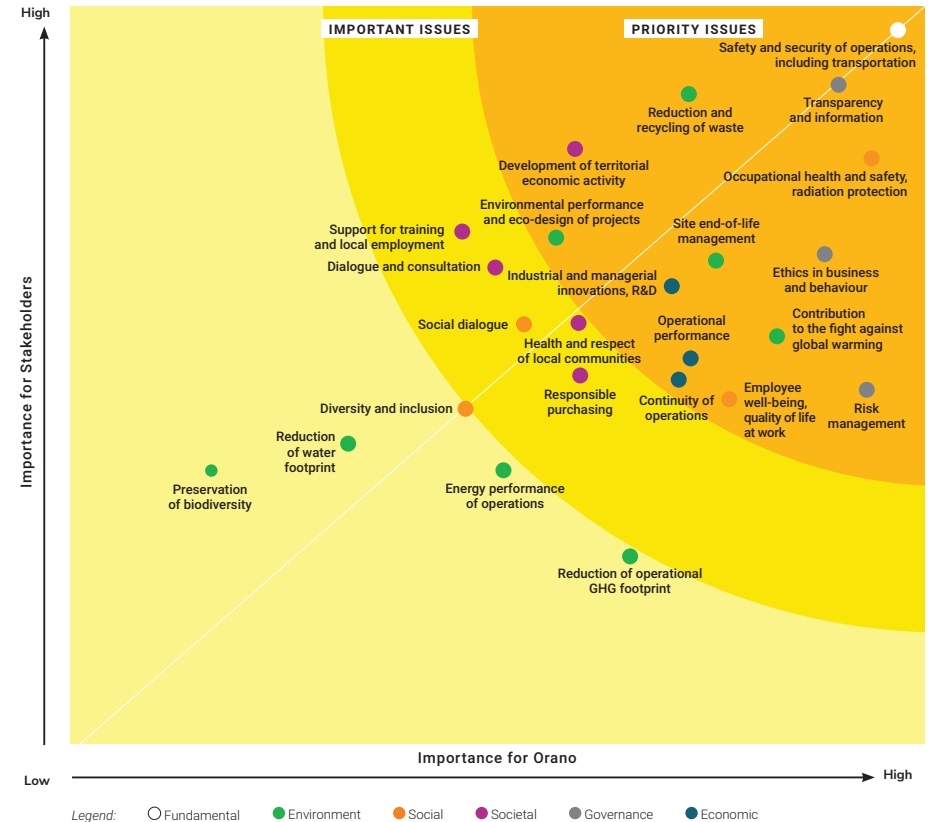 High
IMPORTANT ISSUES
PRIORITY ISSUES
Safety and security of operations,
including transportation
Transparency
and information
Reduction and
recycling of waste
Development of territorial
economic activity
Occupational health and safety,
radiation protection
Environmental performance
and eco-design of projects
Support for training
and local employment
Site end-of-life
management
Dialogue and consultation
Industrial and managerial
innovations, R&D
Ethics in business
and behaviour
Social dialogue
Operational
performance
Contribution
to the fight against
global warming
Health and respect
of local communities
Responsible
purchasing
Continuity of
operations
Employee
well-being,
quality of life
at work
Risk
management
Diversity and inclusion
Reduction
of water
footprint
Preservation
of biodiversity
Energy performance
of operations
Reduction of operational
GHG footprint
Importance for Stakeholders
Importance for Orano
Low
High
Legend:
Fundamental
Environment
Social
Societal
Governance
Economic